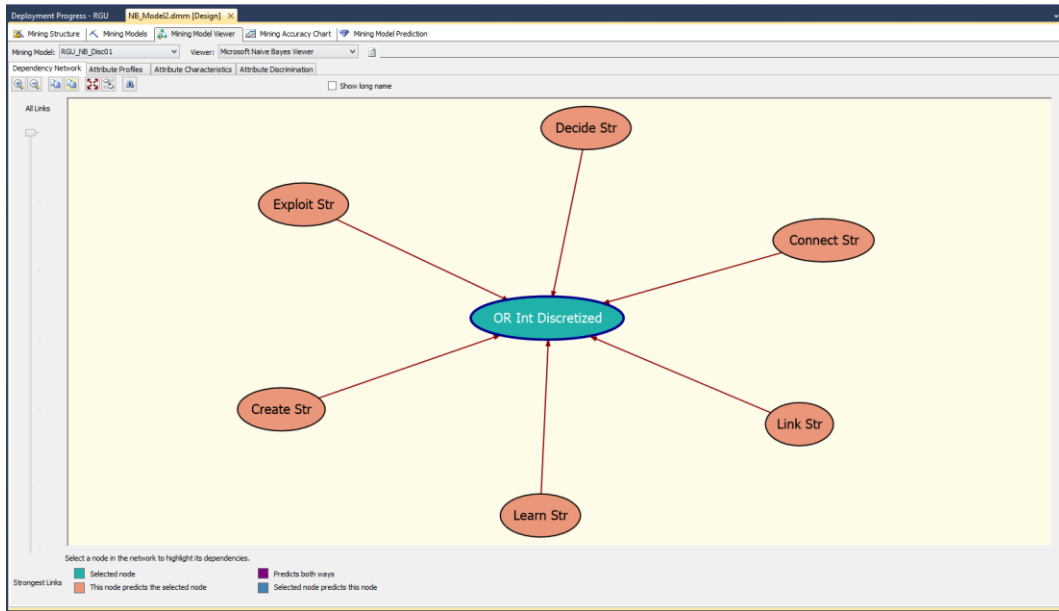 Deployment Progress - RGU NB_Model2.dmm [Design] ×
Mining Structure Mining Models Mining Model Viewer Mining Accuracy Chart Mining Model Prediction
Mining Model: RGU_NB_Disc01 Viewer: Microsoft Naive Bayes Viewer
Dependency Network Attribute Profiles Attribute Characteristics Attribute Discrimination
Show long name
All Links
Decide Str
Exploit Str
Connect Str
OR Int Discretized
Create Str
Link Str
Learn Str
Select a node in the network to highlight its dependencies.
Strongest Links
Selected node Predicts both ways
This node predicts the selected node Selected node predicts this node